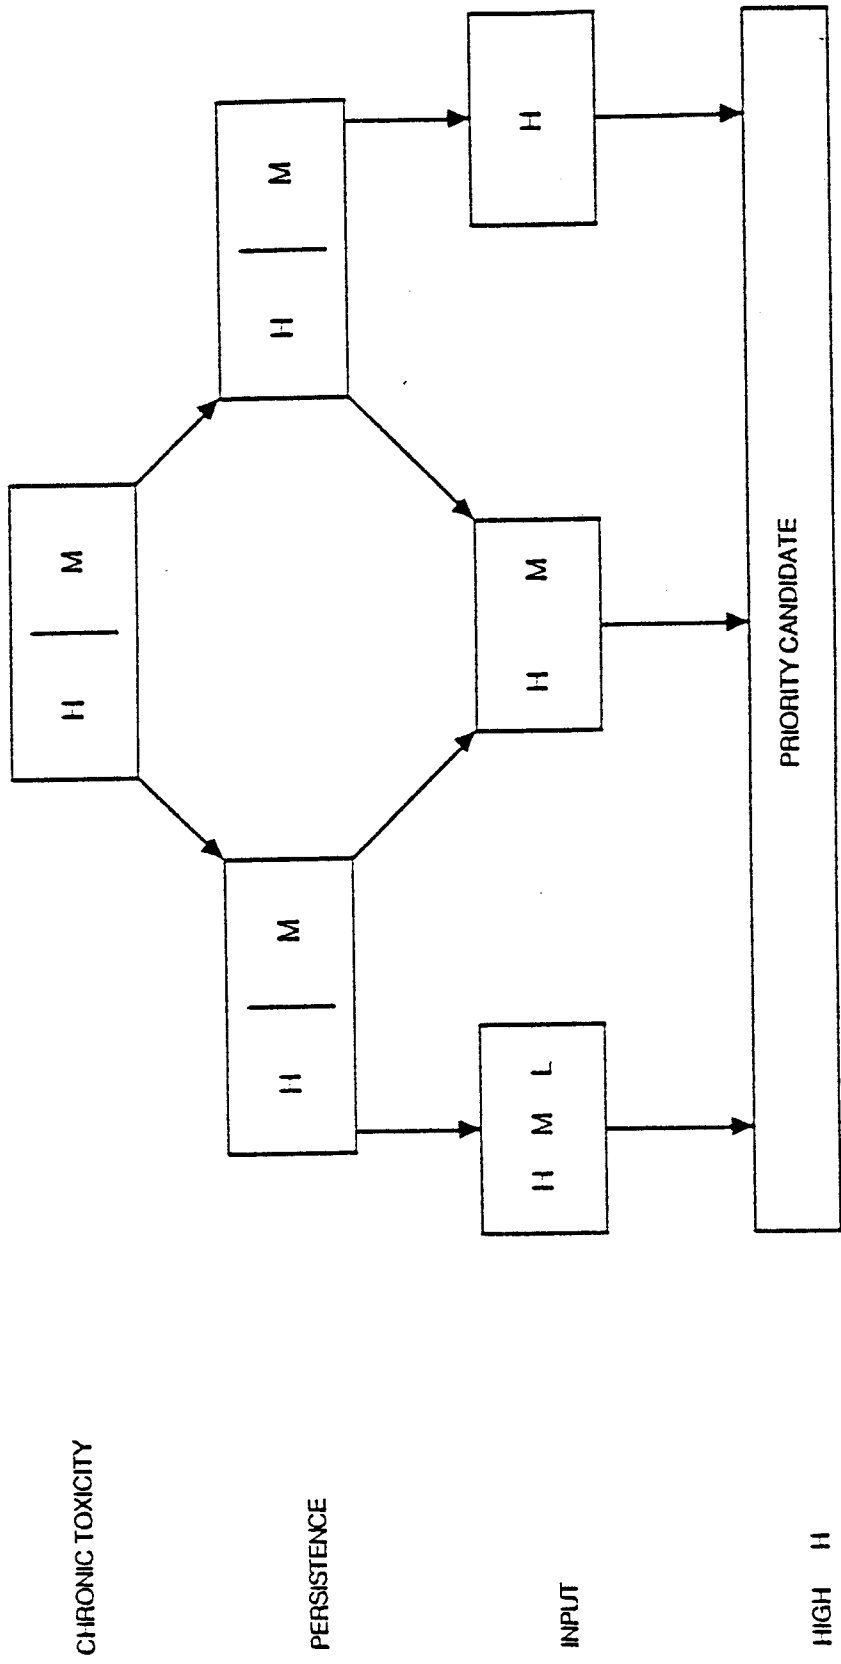 CHRONIC TOXICITY
H | M
PERSISTENCE
H | M
H | M
INPUT
H M L
H M
H
PRIORITY CANDIDATE
HIGH H